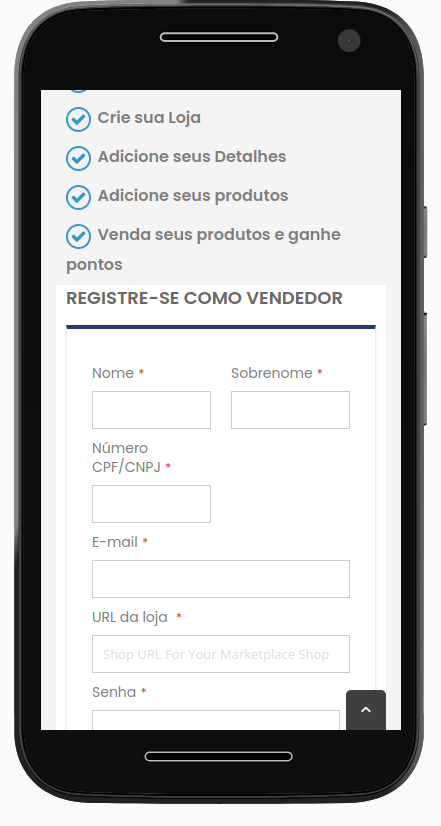 Crie sua Loja
Adicione seus Detalhes
Adicione seus produtos
Venda seus produtos e ganhe
pontos
REGISTRE-SE COMO VENDEDOR
Nome * Sobrenome *
Número
CPF/CNPJ *
E-mail *
URL da loja *
Shop URL For Your Marketplace Shop
Senha *